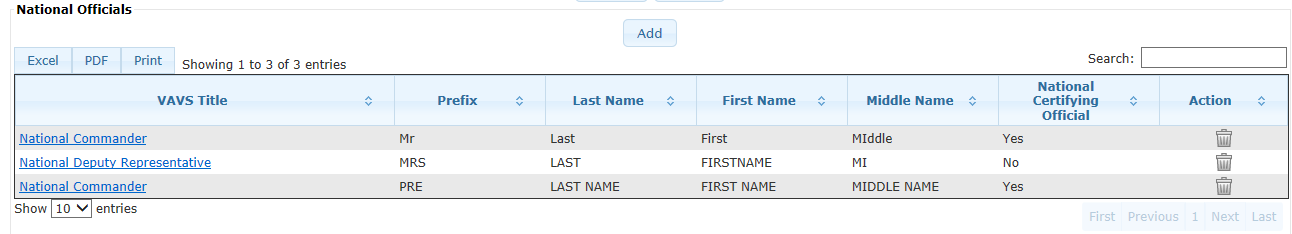 National Officials
Add
Excel PDF Print Showing 1 to 3 of 3 entries Search:
VAVS Title Prefix Last Name First Name Middle Name National Certifying Official Action
National Commander Mr Last First MIddle Yes
National Deputy Representative MRS LAST FIRSTNAME MI No
National Commander PRE LAST NAME FIRST NAME MIDDLE NAME Yes
Show 10 entries
First Previous 1 Next Last